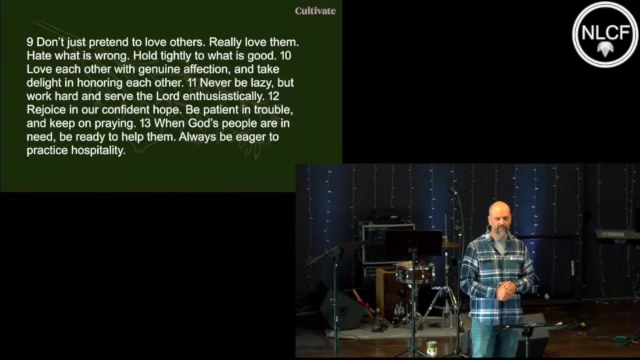 Cultivate
NLCF
9 Don't just pretend to love others. Really love them.
Hate what is wrong. Hold tightly to what is good. 10
Love each other with genuine affection, and take
delight in honoring each other. 11 Never be lazy, but
work hard and serve the Lord enthusiastically. 12
Rejoice in our confident hope. Be patient in trouble,
and keep on praying. 13 When God's people are in
need, be ready to help them. Always be eager to
practice hospitality.